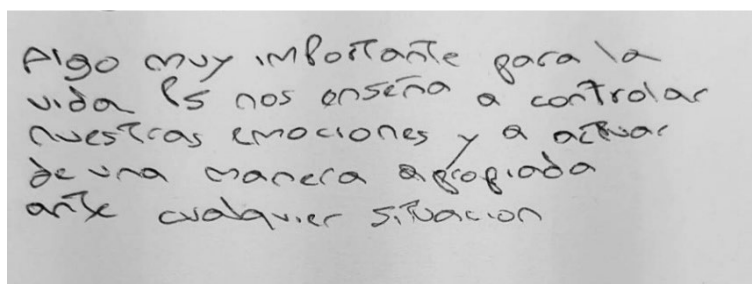 Algo muy importante para la
vida es nos enseña a controlar
nuestras emociones y a actuar
de una manera apropiada
ante cualquier situacion